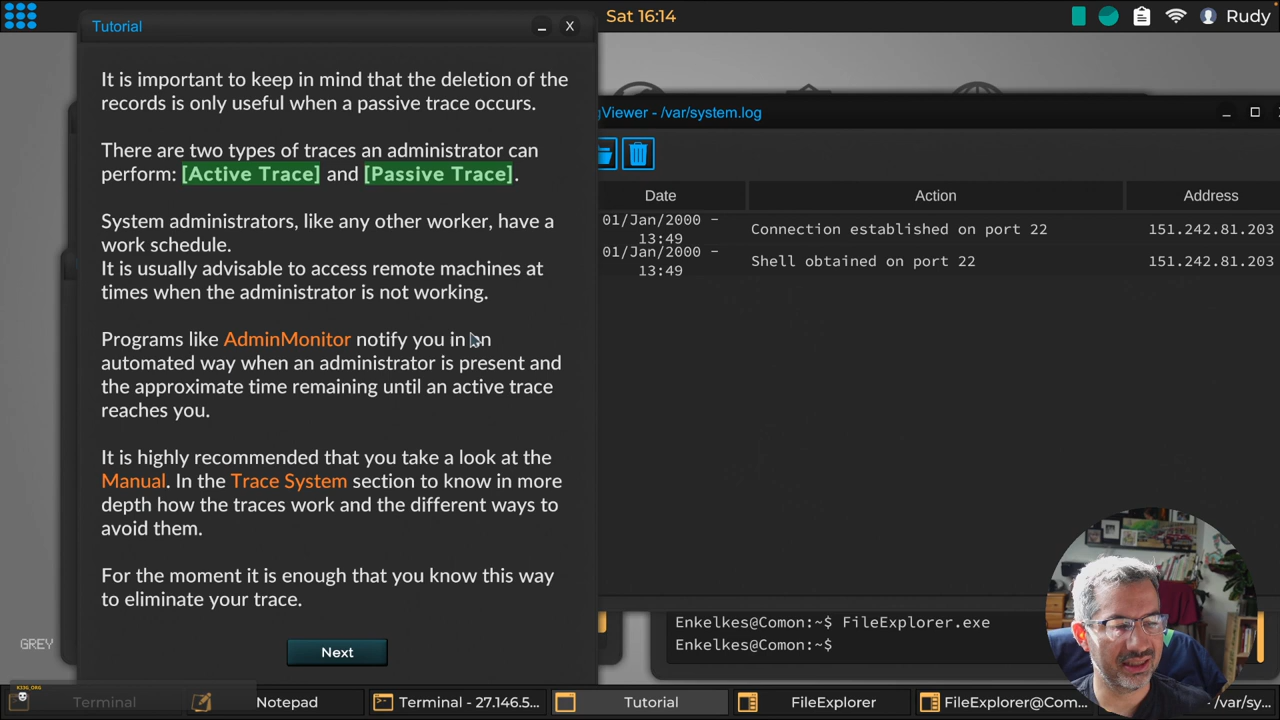 Sat 16:14
Rudy
Tutorial
It is important to keep in mind that the deletion of the
records is only useful when a passive trace occurs.
There are two types of traces an administrator can
perform: [Active Trace] and [Passive Trace].
System administrators, like any other worker, have a
work schedule.
It is usually advisable to access remote machines at
times when the administrator is not working.
Programs like AdminMonitor notify you in an
automated way when an administrator is present and
the approximate time remaining until an active trace
reaches you.
It is highly recommended that you take a look at the
Manual. In the Trace System section to know in more
depth how the traces work and the different ways to
avoid them.
For the moment it is enough that you know this way
to eliminate your trace.
Next
gViewer - /var/system.log
Date Action Address
01/Jan/2000 -
13:49
Connection established on port 22 151.242.81.203
01/Jan/2000 -
13:49
Shell obtained on port 22 151.242.81.203
Enkelkes@Comon:~$ FileExplorer.exe
Enkelkes@Comon:~$
GREY
K33G_ORG
Terminal
Notepad
Terminal - 27.146.5...
Tutorial
FileExplorer
FileExplorer@Com...
- /var/sy...